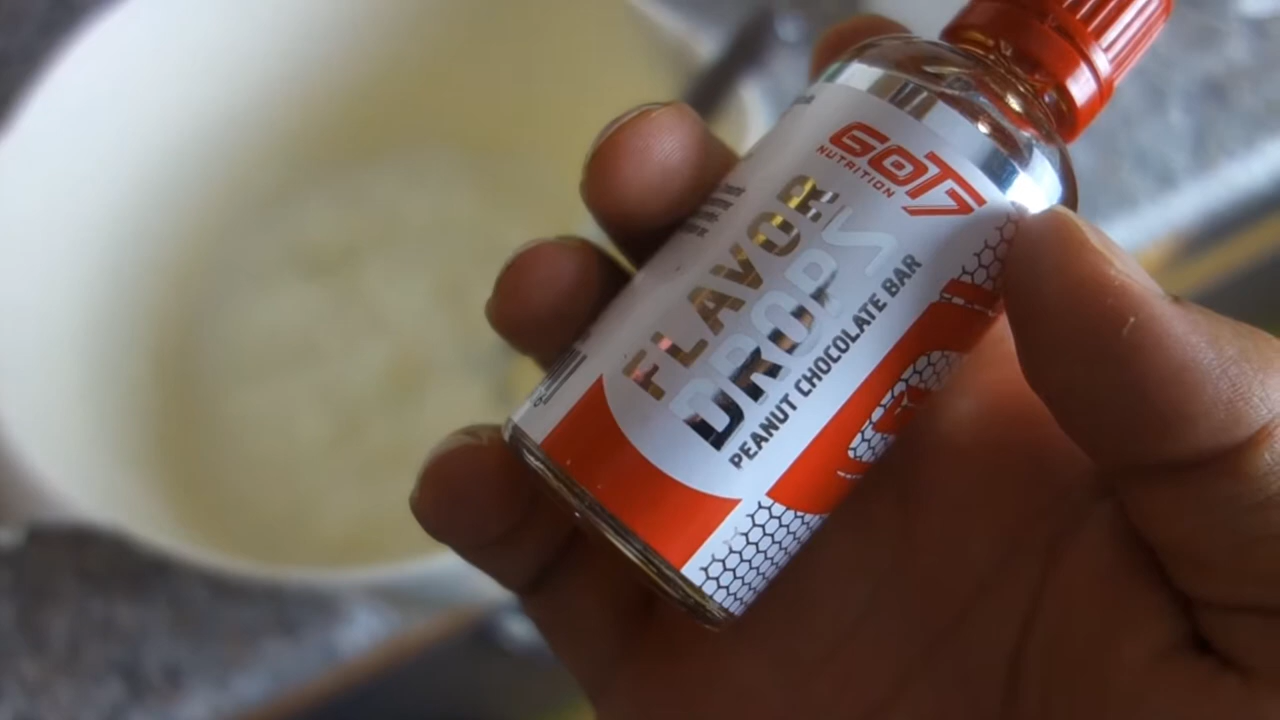 GOT7
NUTRITION
FLAVOR
DROPS
PEANUT CHOCOLATE BAR